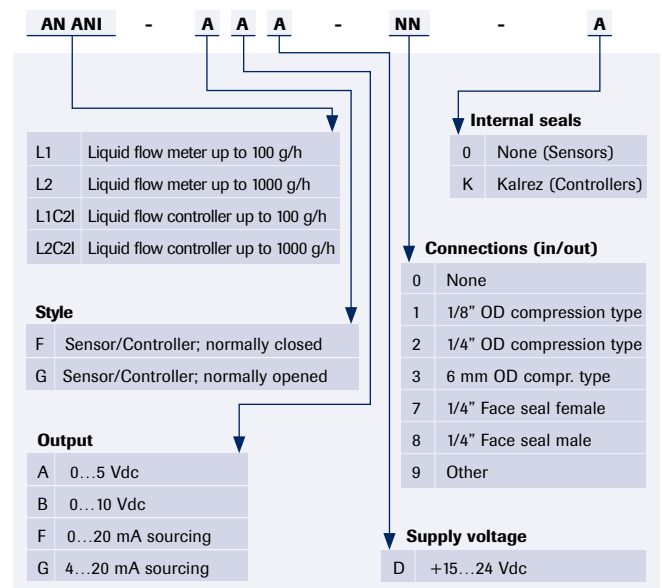 AN ANI - A A A - NN - A
L1 Liquid flow meter up to 100 g/h
L2 Liquid flow meter up to 1000 g/h
L1C2I Liquid flow controller up to 100 g/h
L2C2I Liquid flow controller up to 1000 g/h
Style
F Sensor/Controller; normally closed
G Sensor/Controller; normally opened
Output
A 0…5 Vdc
B 0…10 Vdc
F 0…20 mA sourcing
G 4…20 mA sourcing
Internal seals
0 None (Sensors)
K Kalrez (Controllers)
Connections (in/out)
0 None
1 1/8” OD compression type
2 1/4” OD compression type
3 6 mm OD compr. type
7 1/4” Face seal female
8 1/4” Face seal male
9 Other
Supply voltage
D +15…24 Vdc